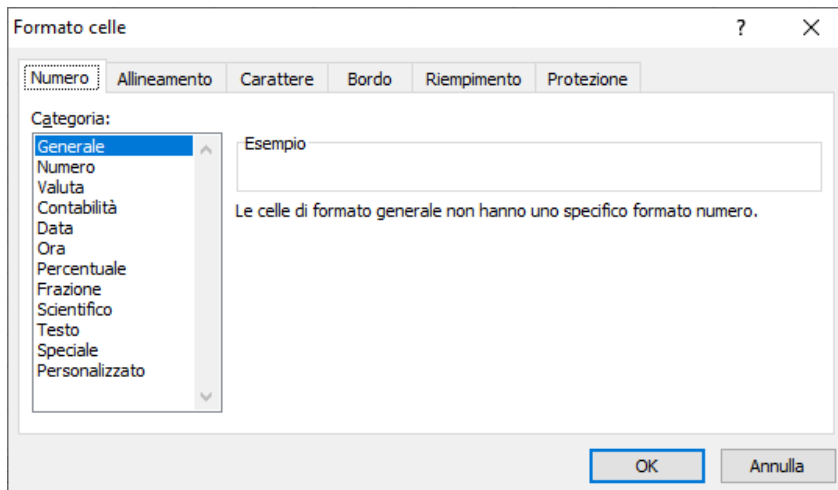 Formato celle
?
Numero Allineamento Carattere Bordo Riempimento Protezione
Categoria:
Generale
Numero
Valuta
Contabilità
Data
Ora
Percentuale
Frazione
Scientifico
Testo
Speciale
Personalizzato
Esempio
Le celle di formato generale non hanno uno specifico formato numero.
OK Annulla